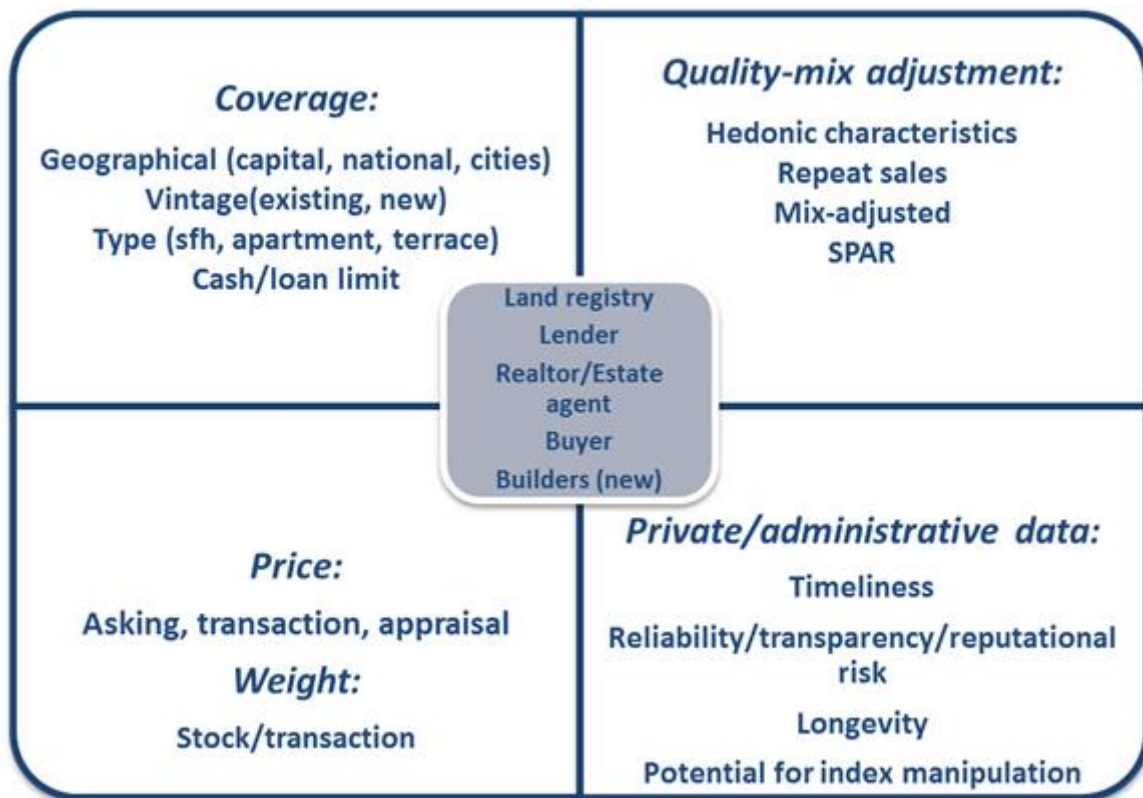 Coverage:
Geographical (capital, national, cities)
Vintage(existing, new)
Type (sfh, apartment, terrace)
Cash/loan limit
Quality-mix adjustment:
Hedonic characteristics
Repeat sales
Mix-adjusted
SPAR
Land registry
Lender
Realtor/Estate
agent
Buyer
Builders (new)
Price:
Asking, transaction, appraisal
Weight:
Stock/transaction
Private/administrative data:
Timeliness
Reliability/transparency/reputational
risk
Longevity
Potential for index manipulation